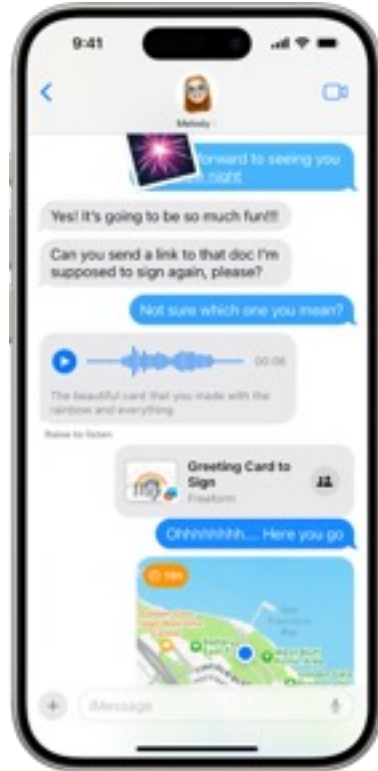 9:41
Melody
forward to seeing you
night
Yes! It's going to be so much fun!!!
Can you send a link to that doc I'm
supposed to sign again, please?
Not sure which one you mean?
00:06
The beautiful card that you made with the
rainbow and everything
Raise to listen
Greeting Card to
Sign
Freeform
Ohhhhhhhh.... Here you go
San
Francisco
Bay
iMessage